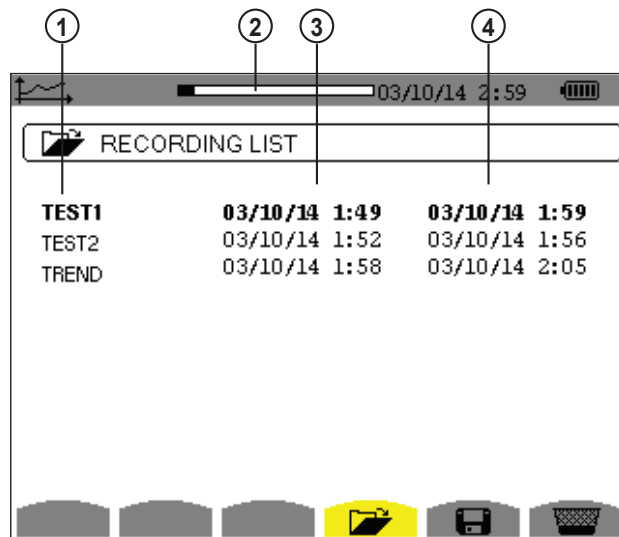 1 2 3 4
03/10/14 2:59
RECORDING LIST
TEST1 03/10/14 1:49 03/10/14 1:59
TEST2 03/10/14 1:52 03/10/14 1:56
TREND 03/10/14 1:58 03/10/14 2:05